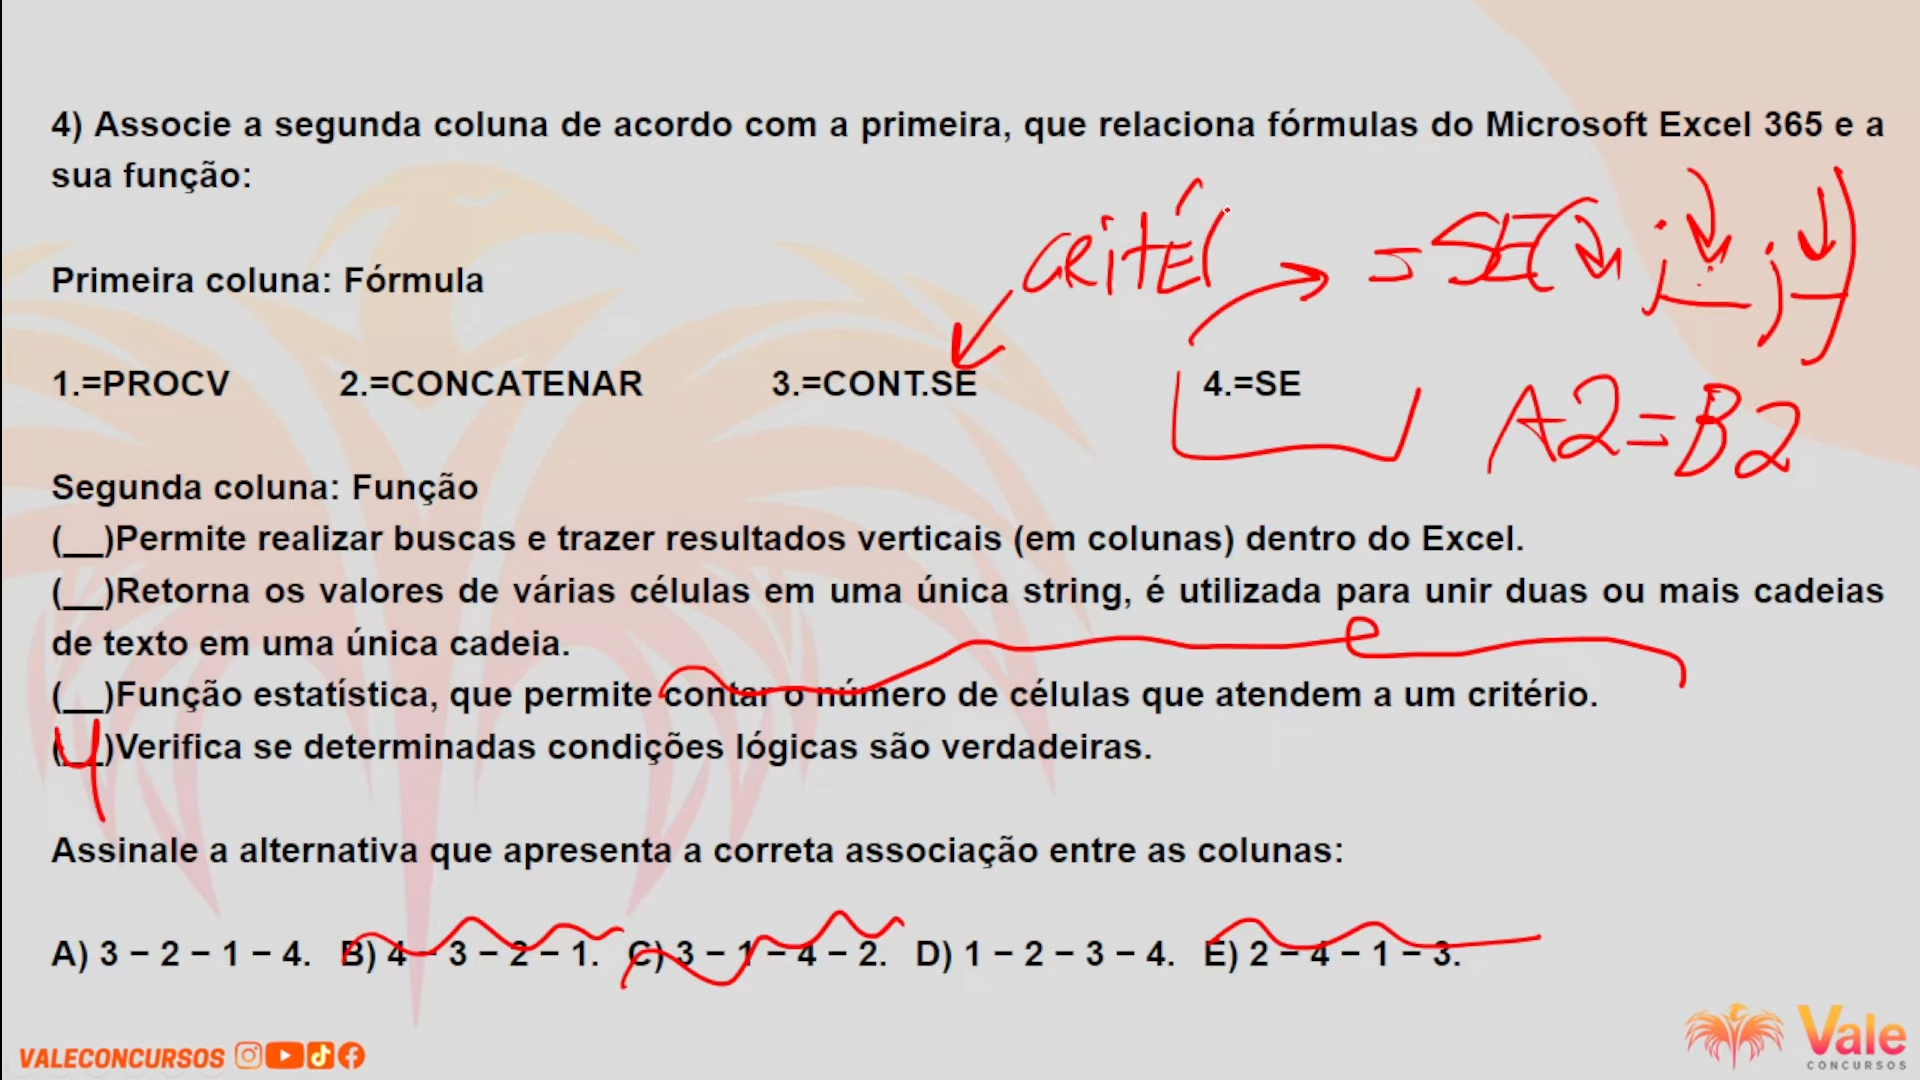 4) Associe a segunda coluna de acordo com a primeira, que relaciona fórmulas do Microsoft Excel 365 e a
sua função:
CRITÉ(
=SE( ; ; )
Primeira coluna: Fórmula
1.=PROCV 2.=CONCATENAR 3.=CONT.SE 4.=SE
A2=B2
Segunda coluna: Função
(__)Permite realizar buscas e trazer resultados verticais (em colunas) dentro do Excel.
(__)Retorna os valores de várias células em uma única string, é utilizada para unir duas ou mais cadeias
de texto em uma única cadeia.
(__)Função estatística, que permite contar o número de células que atendem a um critério.
(4)Verifica se determinadas condições lógicas são verdadeiras.
Assinale a alternativa que apresenta a correta associação entre as colunas:
A) 3 – 2 – 1 – 4. B) 4 – 3 – 2 – 1. C) 3 – 1 – 4 – 2. D) 1 – 2 – 3 – 4. E) 2 – 4 – 1 – 3.
VALECONCURSOS
Vale
CONCURSOS